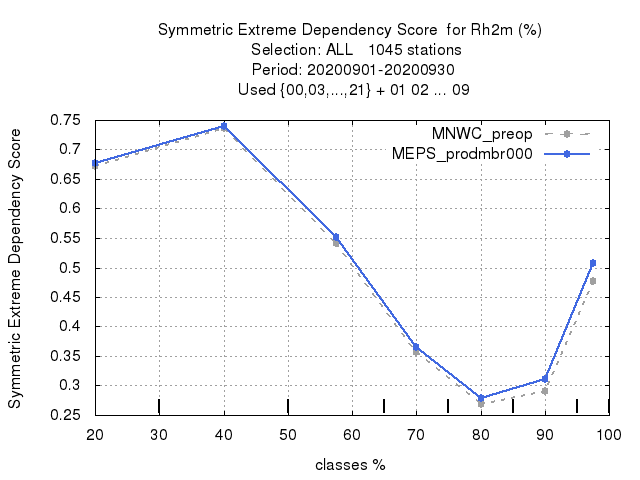 Symmetric Extreme Dependency Score  for Rh2m (%)
Selection: ALL   1045 stations
Period: 20200901-20200930
Used {00,03,...,21} + 01 02 ... 09
Symmetric Extreme Dependency Score
0.75
0.7
0.65
0.6
0.55
0.5
0.45
0.4
0.35
0.3
0.25
MNWC_preop
MEPS_prodmbr000
20 30 40 50 60 70 80 90 100
classes %